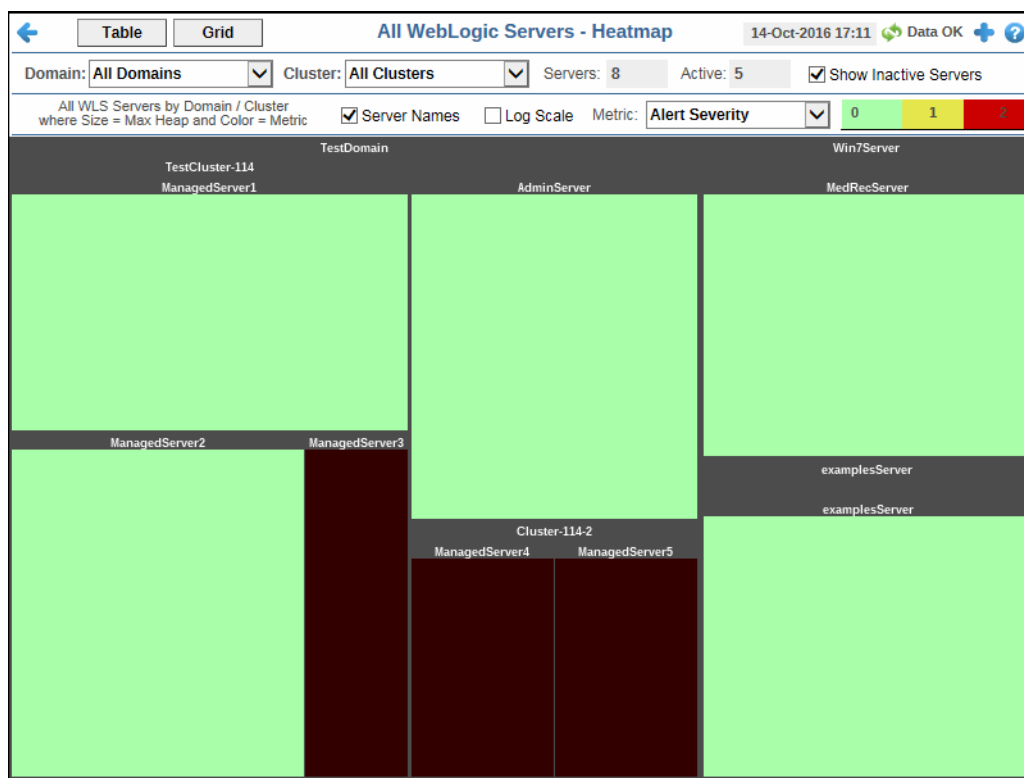 Table Grid All WebLogic Servers - Heatmap 14-Oct-2016 17:11 Data OK
Domain: All Domains Cluster: All Clusters Servers: 8 Active: 5 Show Inactive Servers
All WLS Servers by Domain / Cluster
where Size = Max Heap and Color = Metric
Server Names Log Scale Metric: Alert Severity 0 1 2
TestDomain Win7Server
TestCluster-114
ManagedServer1 AdminServer MedRecServer
ManagedServer2 ManagedServer3
examplesServer
examplesServer
Cluster-114-2
ManagedServer4 ManagedServer5